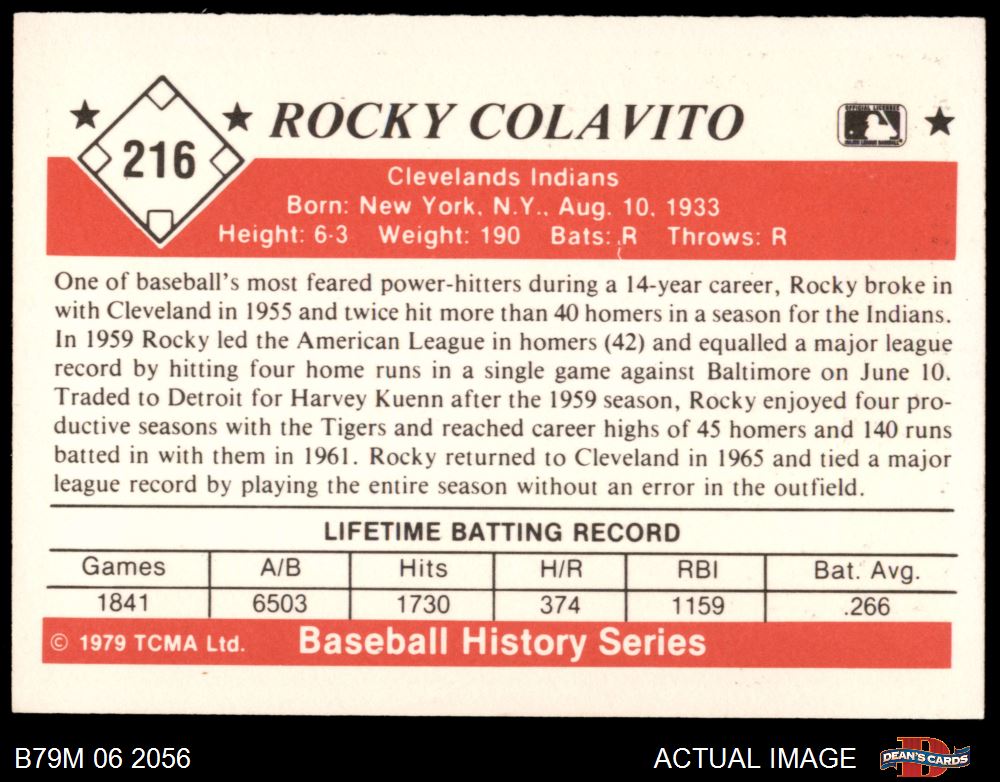 216
ROCKY COLAVITO
OFFICIAL LICENSEE
MAJOR LEAGUE BASEBALL
Clevelands Indians
Born: New York, N.Y., Aug. 10, 1933
Height: 6-3 Weight: 190 Bats: R Throws: R
One of baseball's most feared power-hitters during a 14-year career, Rocky broke in
with Cleveland in 1955 and twice hit more than 40 homers in a season for the Indians.
In 1959 Rocky led the American League in homers (42) and equalled a major league
record by hitting four home runs in a single game against Baltimore on June 10.
Traded to Detroit for Harvey Kuenn after the 1959 season, Rocky enjoyed four pro-
ductive seasons with the Tigers and reached career highs of 45 homers and 140 runs
batted in with them in 1961. Rocky returned to Cleveland in 1965 and tied a major
league record by playing the entire season without an error in the outfield.
LIFETIME BATTING RECORD
Games A/B Hits H/R RBI Bat. Avg.
1841 6503 1730 374 1159 .266
© 1979 TCMA Ltd. Baseball History Series
B79M 06 2056 ACTUAL IMAGE DEAN'S CARDS